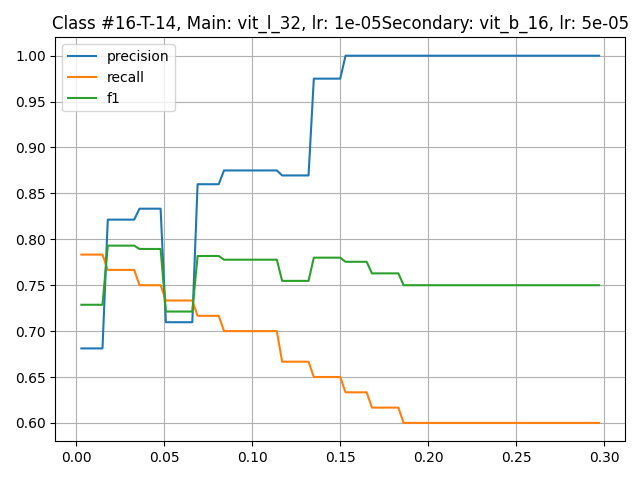 Class #16-T-14, Main: vit_l_32, lr: 1e-05Secondary: vit_b_16, lr: 5e-05
precision
recall
f1
1.00
0.95
0.90
0.85
0.80
0.75
0.70
0.65
0.60
0.00 0.05 0.10 0.15 0.20 0.25 0.30